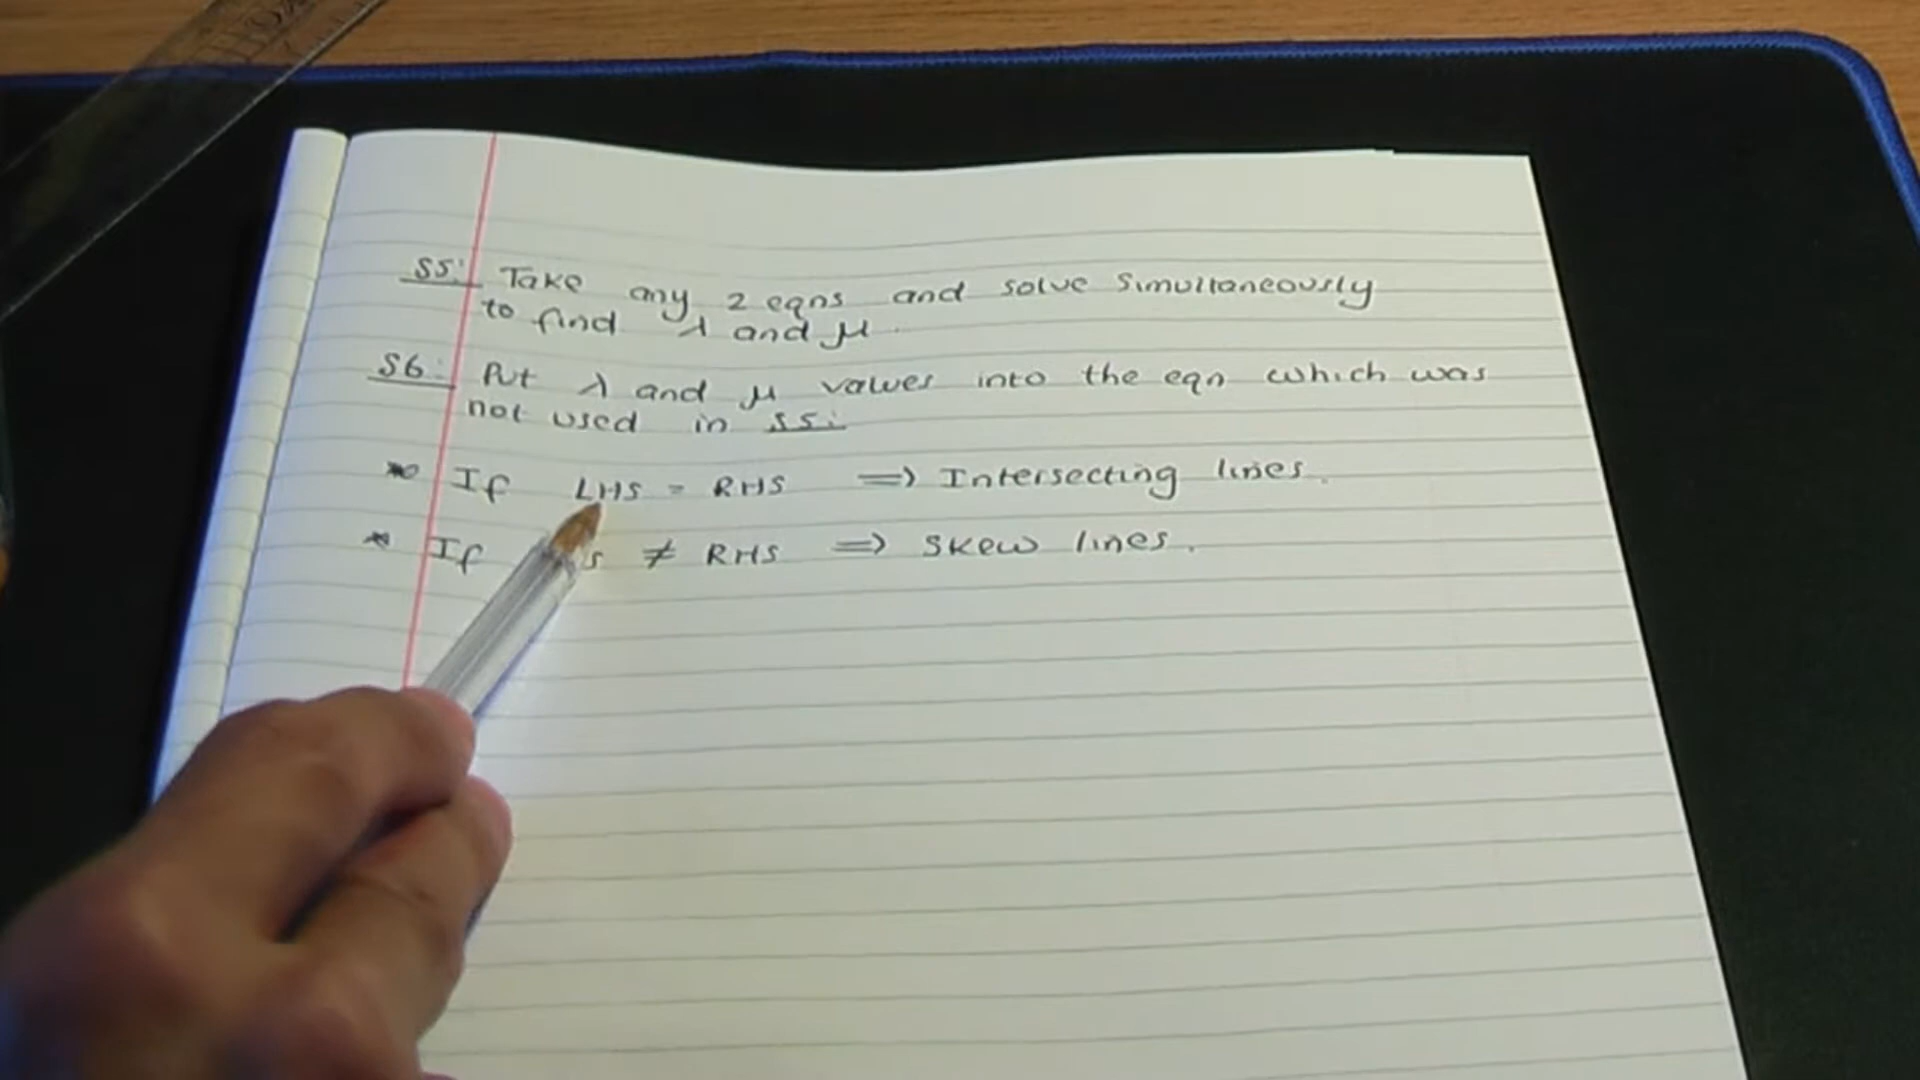 S5: Take any 2 eqns and solve simultaneously
to find λ and μ.
S6: Put λ and μ values into the eqn which was
not used in S5:
* If LHS = RHS ⇒ Intersecting lines.
* If ≠ RHS ⇒ Skew lines.